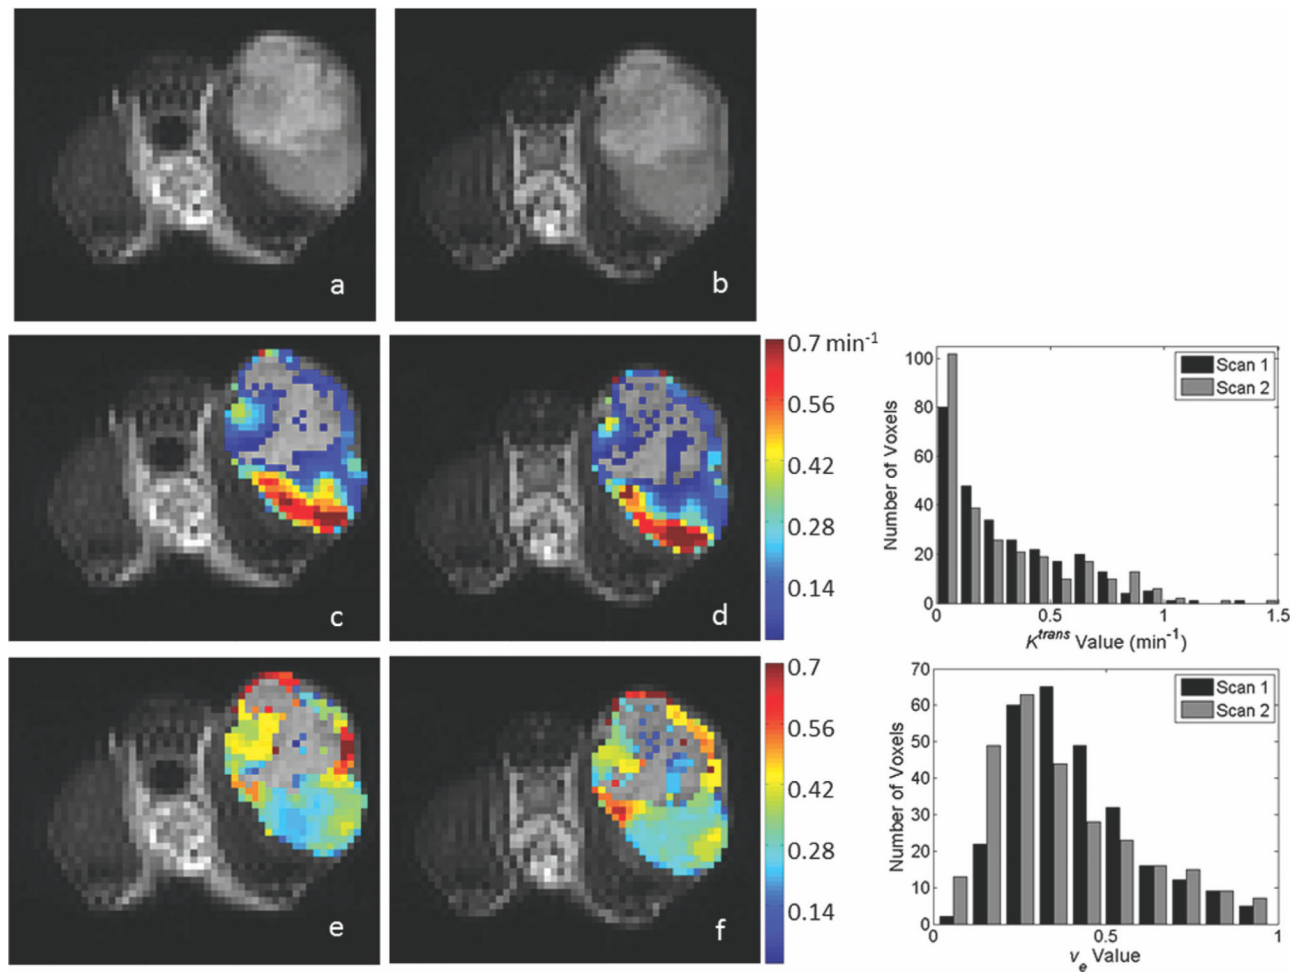 a
b
c
d
0.7 min⁻¹
0.56
0.42
0.28
0.14
Number of Voxels
100
80
60
40
20
0
Scan 1
Scan 2
0
0.5
1
1.5
Kᵗʳᵃⁿˢ Value (min⁻¹)
e
f
0.7
0.56
0.42
0.28
0.14
Number of Voxels
70
60
50
40
30
20
10
0
Scan 1
Scan 2
0
0.5
1
vₑ Value